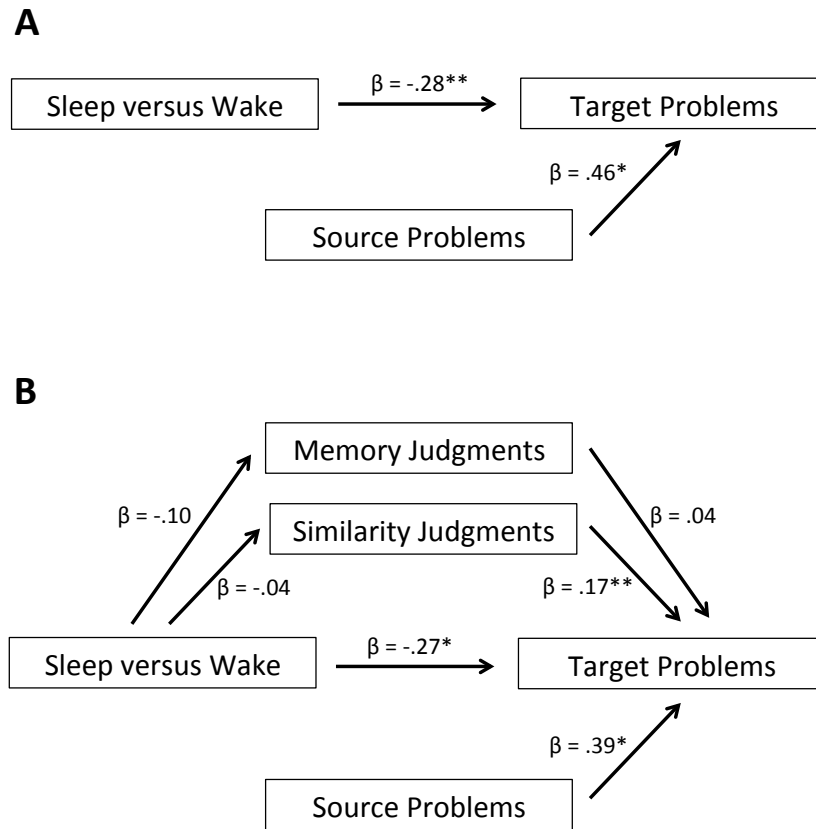 A
β = -.28**
Sleep versus Wake
Target Problems
β = .46*
Source Problems
B
Memory Judgments
β = -.10
β = .04
Similarity Judgments
β = -.04
β = .17**
β = -.27*
Sleep versus Wake
Target Problems
β = .39*
Source Problems